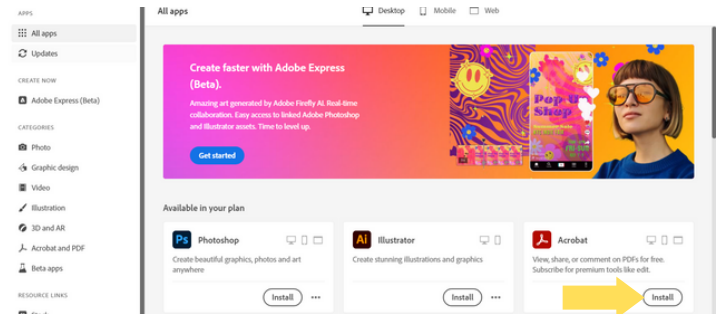 APPS
All apps
Updates
CREATE NOW
Adobe Express (Beta)
CATEGORIES
Photo
Graphic design
Video
Illustration
3D and AR
Acrobat and PDF
Beta apps
RESOURCE LINKS
All apps
Desktop
Mobile
Web
Create faster with Adobe Express
(Beta).
Amazing art generated by Adobe Firefly AI. Real-time
collaboration. Easy access to linked Adobe Photoshop
and Illustrator assets. Time to level up.
Get started
Pop Up
Shop
Available in your plan
Ps Photoshop
Create beautiful graphics, photos and art
anywhere
Install
Ai Illustrator
Create stunning illustrations and graphics
Install
Acrobat
View, share, or comment on PDFs for free.
Subscribe for premium tools like edit.
Install